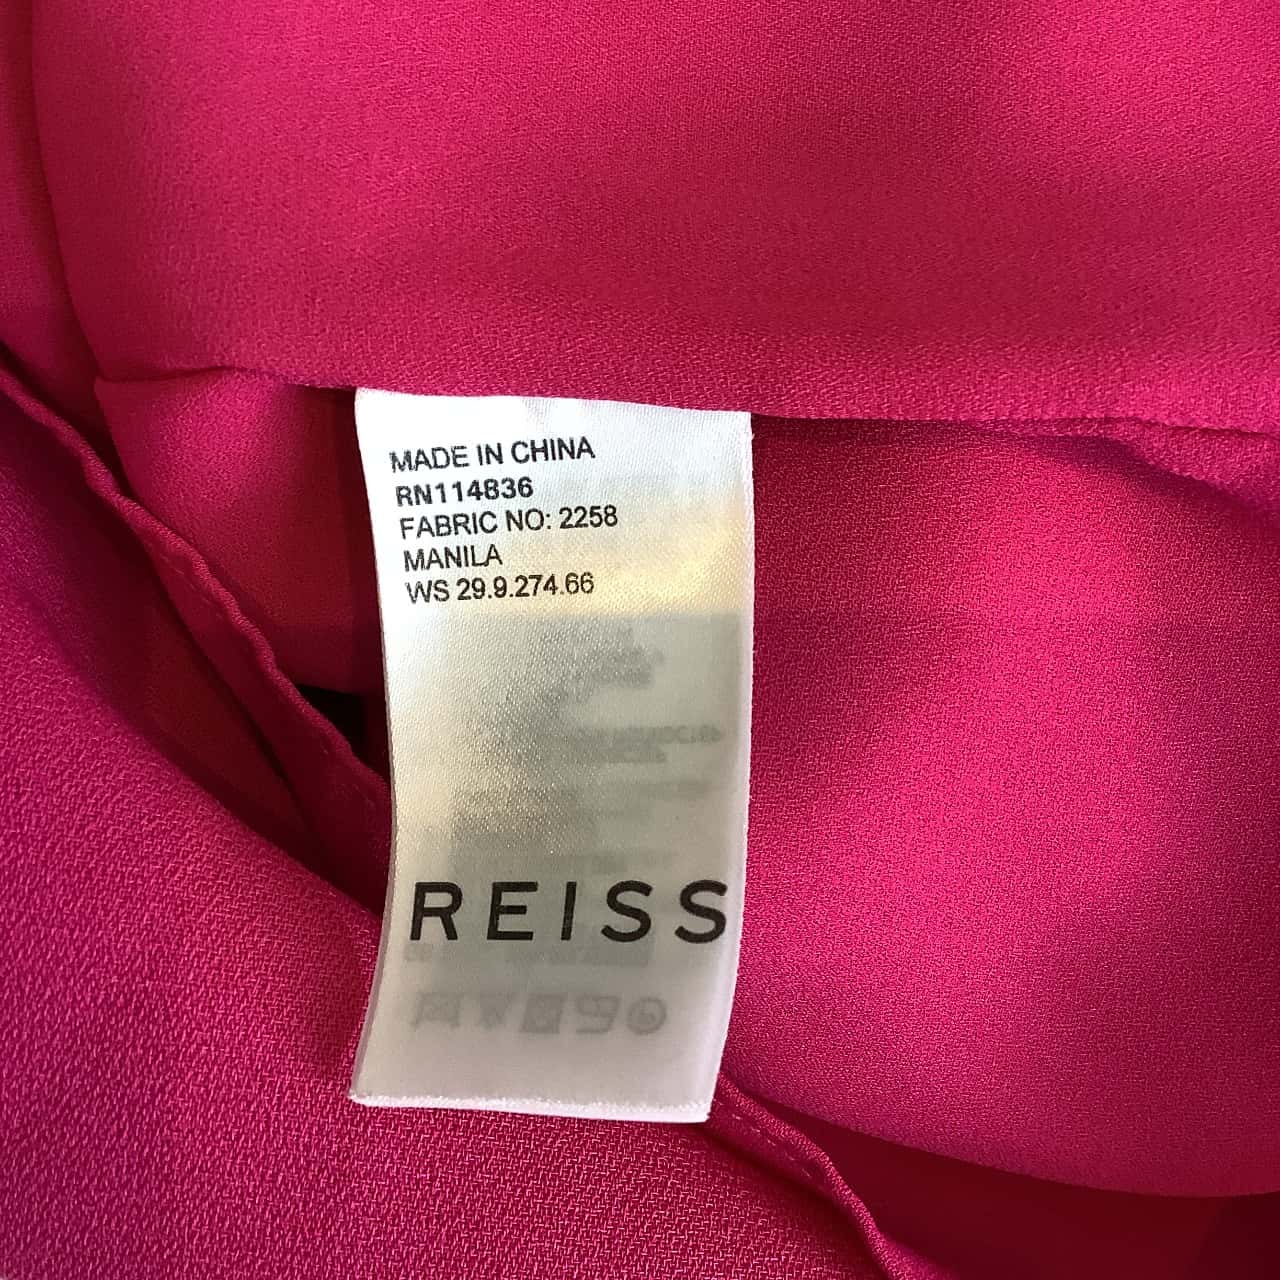 MADE IN CHINA
RN114836
FABRIC NO: 2258
MANILA
WS 29.9.274.66
REISS